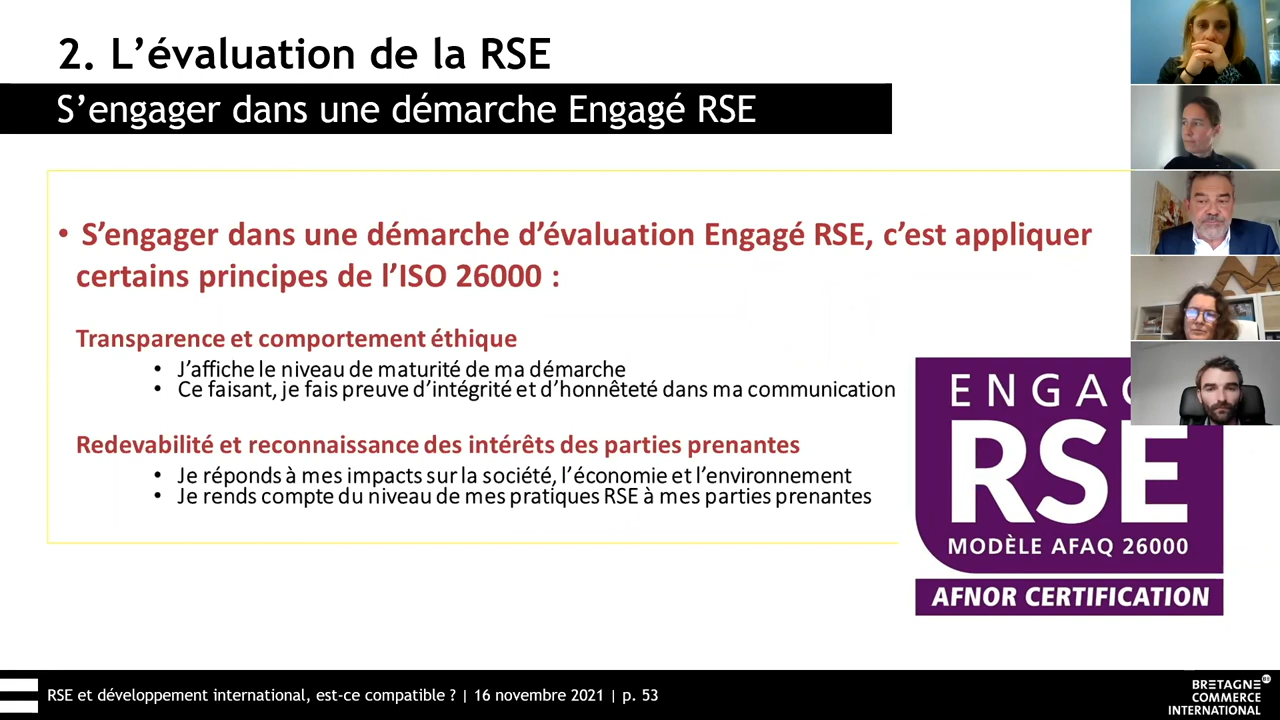 2. L’évaluation de la RSE
S’engager dans une démarche Engagé RSE
• S’engager dans une démarche d’évaluation Engagé RSE, c’est appliquer
certains principes de l’ISO 26000 :
Transparence et comportement éthique
• J’affiche le niveau de maturité de ma démarche
• Ce faisant, je fais preuve d’intégrité et d’honnêteté dans ma communication
Redevabilité et reconnaissance des intérêts des parties prenantes
• Je réponds à mes impacts sur la société, l’économie et l’environnement
• Je rends compte du niveau de mes pratiques RSE à mes parties prenantes
ENGAG
RSE
MODÈLE AFAQ 26000
AFNOR CERTIFICATION
RSE et développement international, est-ce compatible ? | 16 novembre 2021 | p. 53
BRETAGNE
COMMERCE
INTERNATIONAL